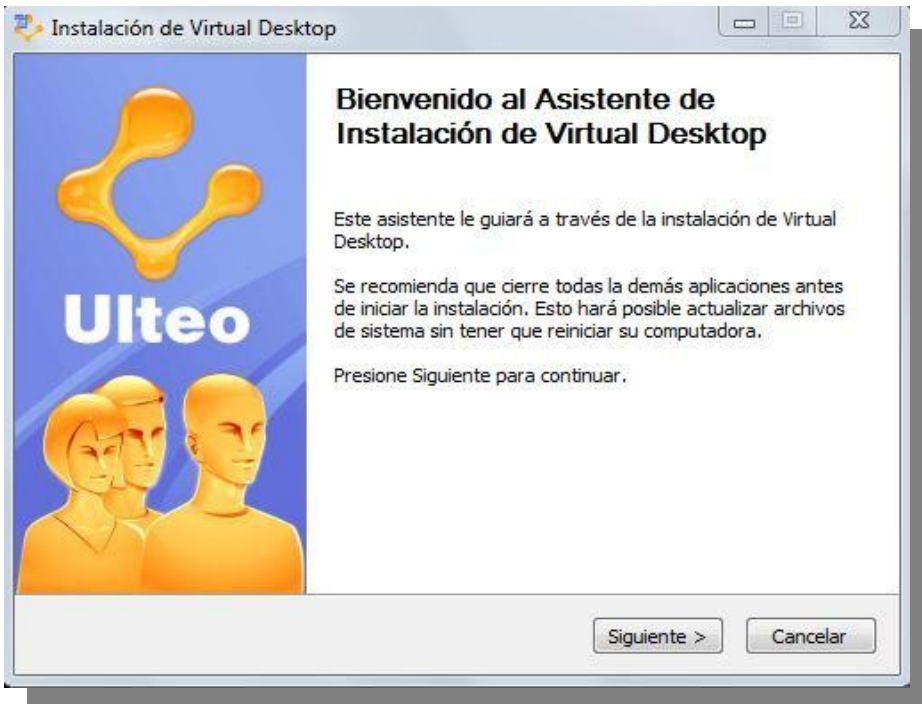 Instalación de Virtual Desktop
Bienvenido al Asistente de
Instalación de Virtual Desktop
Este asistente le guiará a través de la instalación de Virtual
Desktop.
Se recomienda que cierre todas la demás aplicaciones antes
de iniciar la instalación. Esto hará posible actualizar archivos
de sistema sin tener que reiniciar su computadora.
Presione Siguiente para continuar.
Ulteo
Siguiente >
Cancelar